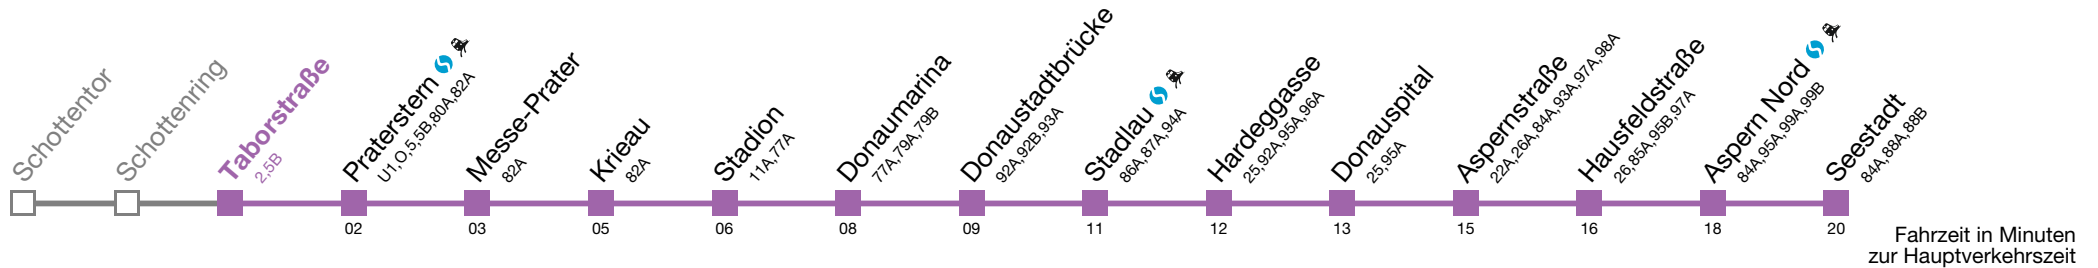 Schottentor
Schottenring
Taborstraße
2,5B
Praterstern
U1,O,5,5B,80A,82A
02
Messe-Prater
82A
03
Krieau
82A
05
Stadion
11A,77A
06
Donaumarina
77A,79A,79B
08
Donaustadtbrücke
92A,92B,93A
09
Stadlau
86A,87A,94A
11
Hardeggasse
25,92A,95A,96A
12
Donauspital
25,95A
13
Aspernstraße
22A,26A,84A,93A,97A,98A
15
Hausfeldstraße
26,85A,95B,97A
16
Aspern Nord
84A,95A,99A,99B
18
Seestadt
84A,88A,88B
20
Fahrzeit in Minuten
zur Hauptverkehrszeit